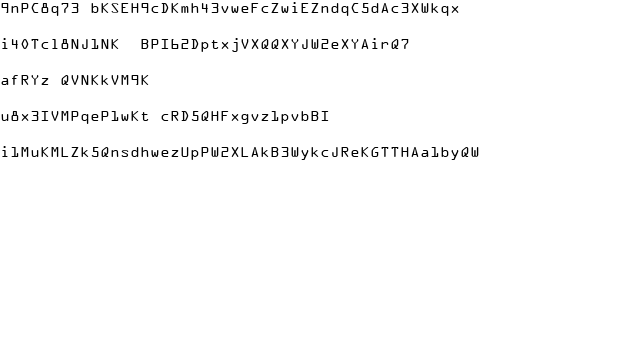 9nPC8q73 bKSEH9cDKmh43vweFcZwiEZndqC5dAc3XWkqx
i40Tcl8NJ1NK  BPI62DptxjVXQQXYJW2eXYAirQ7
afRYz QVNKkVM9K
u8x3IVMPqeP1wKt cRD5QHFxgvz1pvbBI
i1MuKMLZk5QnsdhwezUpPW2XLAkB3WykcJReKGTTHAa1byQW